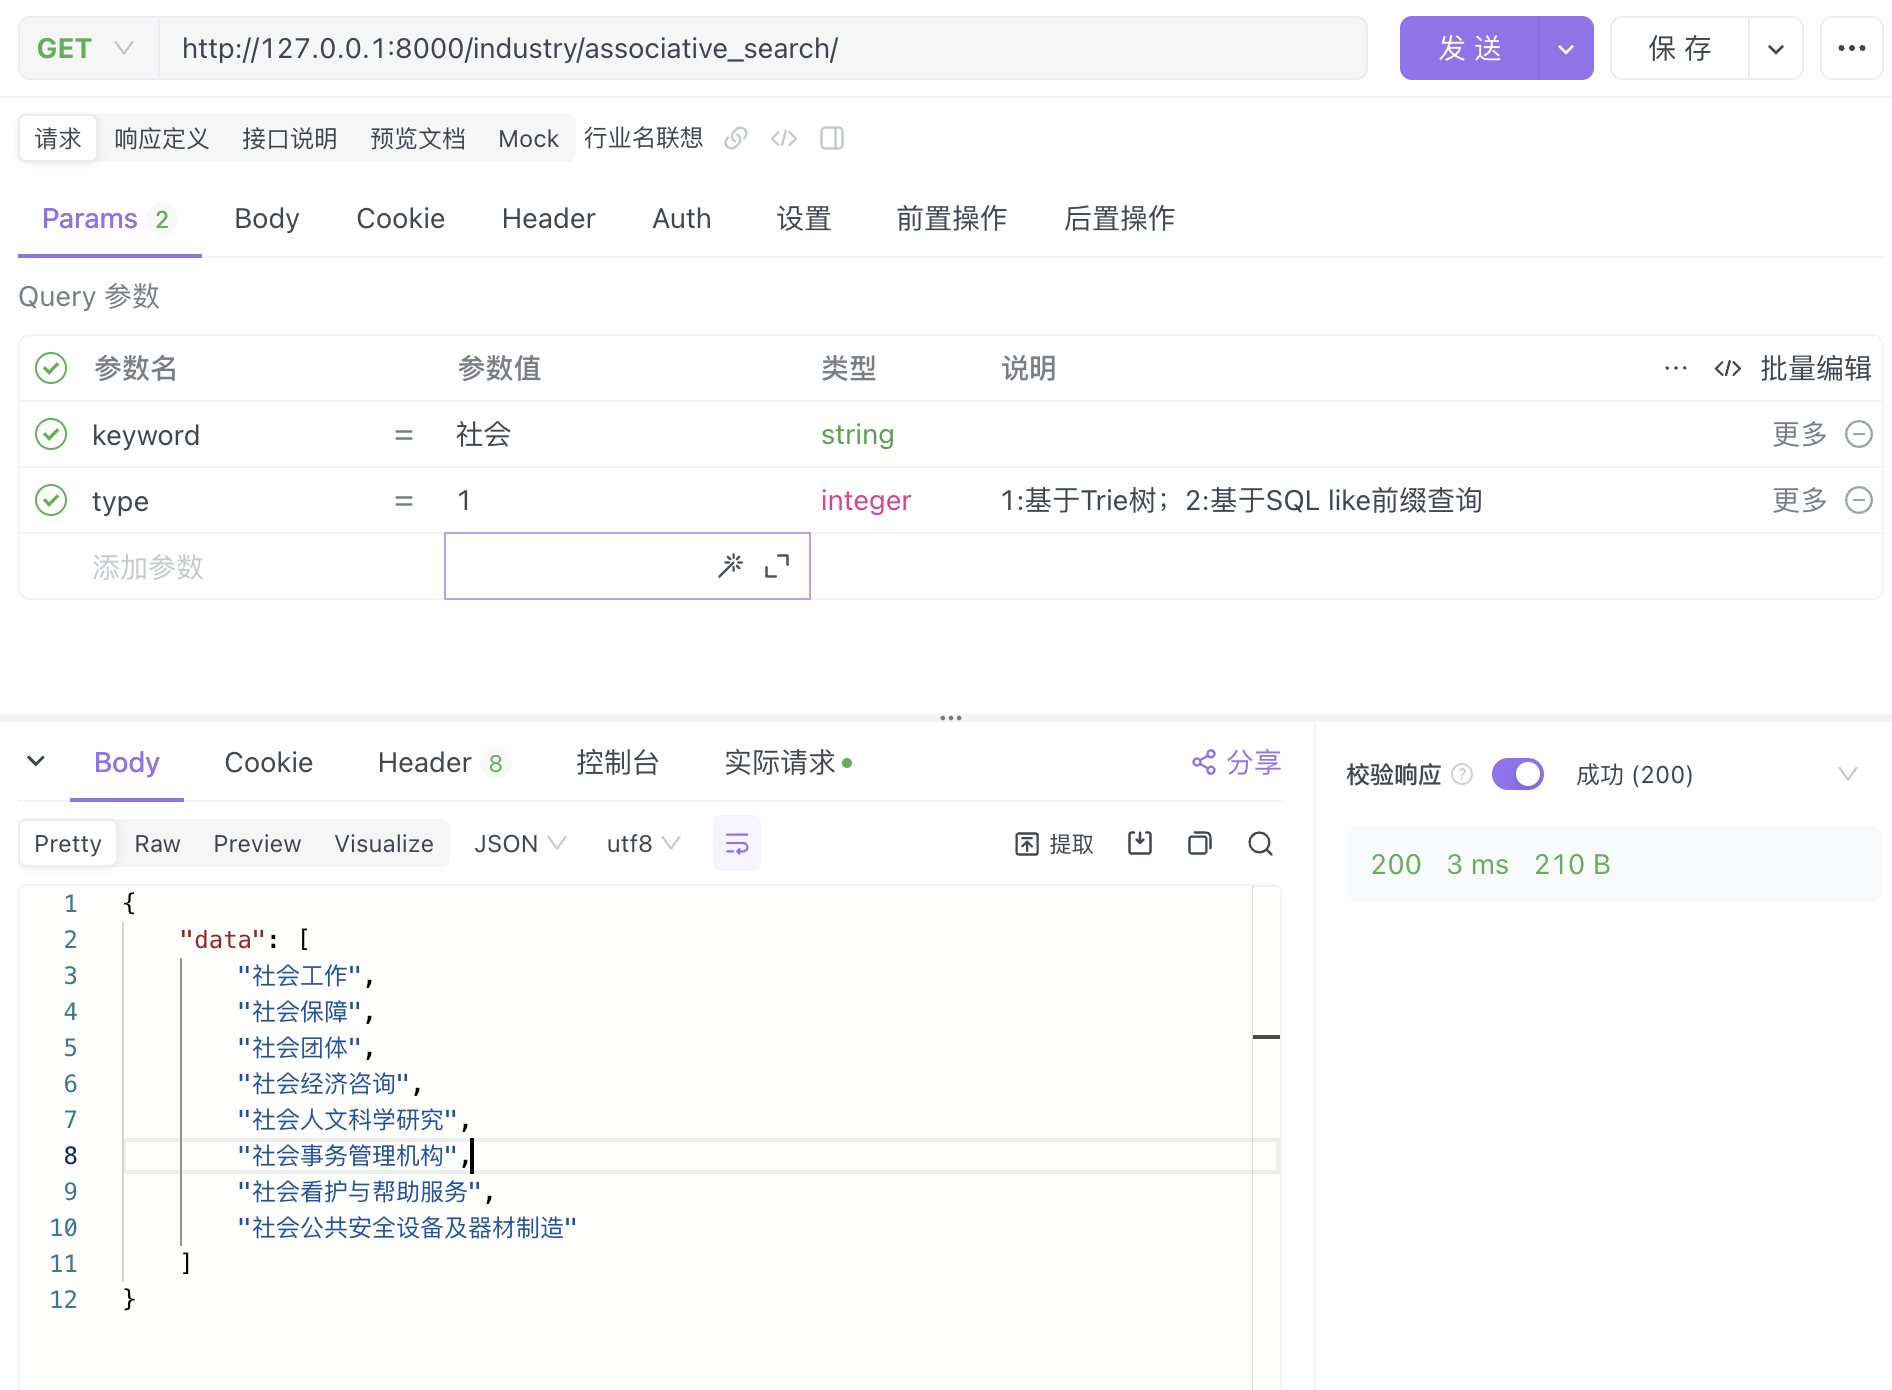 GET http://127.0.0.1:8000/industry/associative_search/ 发 送 保 存
请求 响应定义 接口说明 预览文档 Mock 行业名联想
Params 2 Body Cookie Header Auth 设置 前置操作 后置操作
Query 参数
参数名 参数值 类型 说明 批量编辑
keyword = 社会 string 更多
type = 1 integer 1:基于Trie树；2:基于SQL like前缀查询 更多
添加参数
Body Cookie Header 8 控制台 实际请求 分享
校验响应 成功 (200)
Pretty Raw Preview Visualize JSON utf8 提取
200 3 ms 210 B
1 {
2 "data": [
3 "社会工作",
4 "社会保障",
5 "社会团体",
6 "社会经济咨询",
7 "社会人文科学研究",
8 "社会事务管理机构",
9 "社会看护与帮助服务",
10 "社会公共安全设备及器材制造"
11 ]
12 }